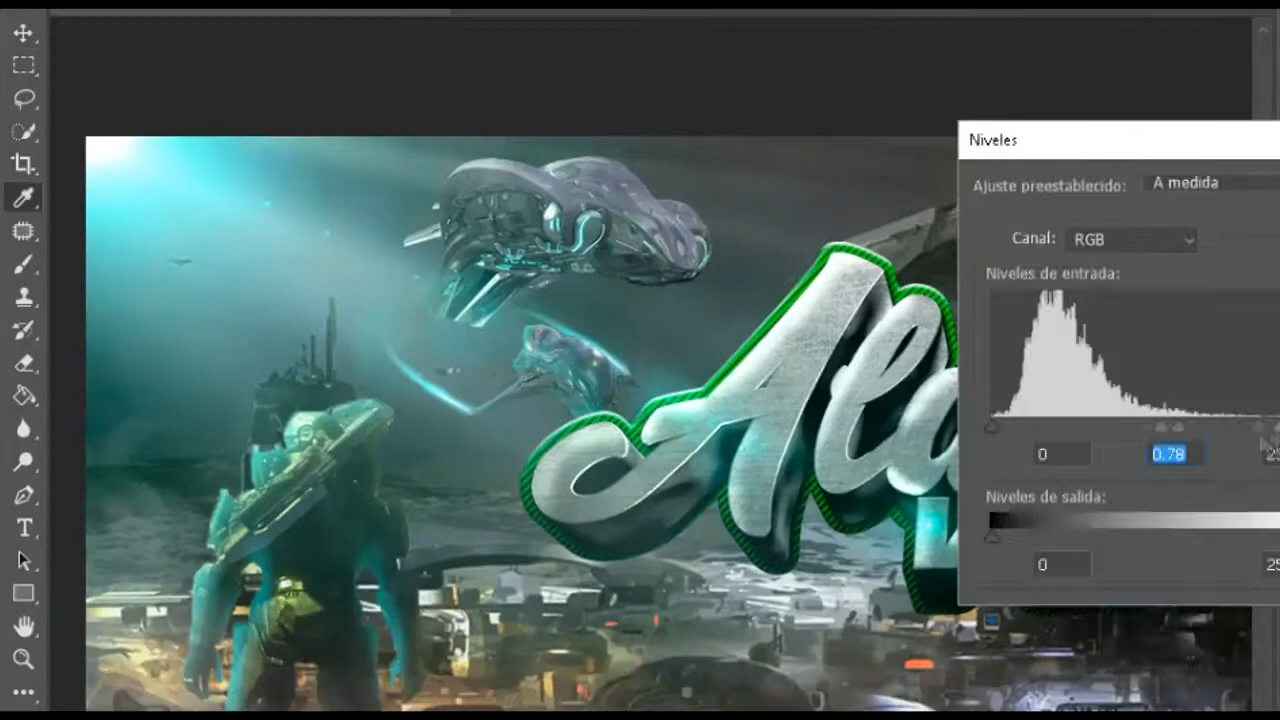 Niveles
Ajuste preestablecido: A medida
Canal: RGB
Niveles de entrada:
0 0.78
Niveles de salida:
0